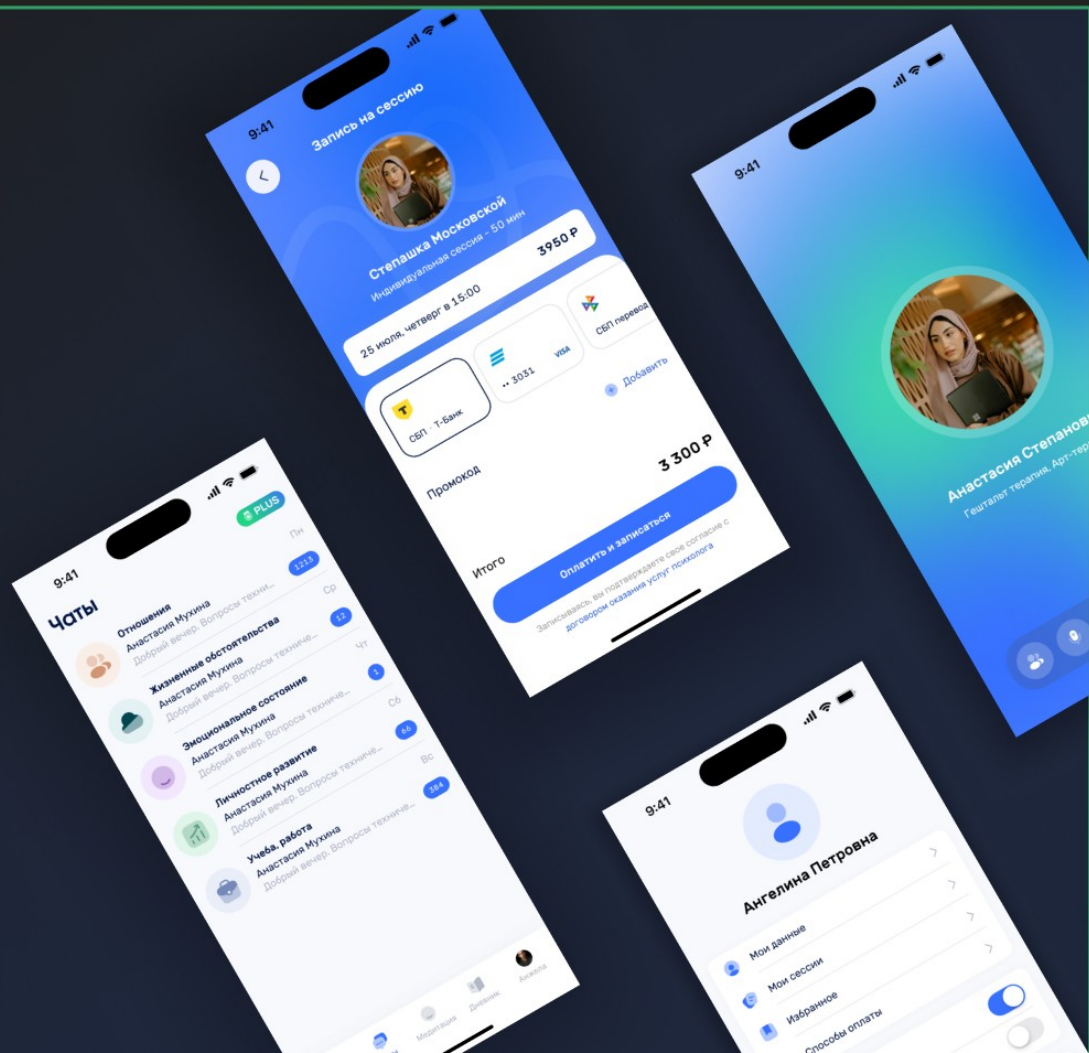 9:41
Запись на сессию
Степашка Московской
Индивидуальная сессия - 50 мин
25 июля, четверг в 15:00
3950 ₽
СБП · Т-Банк
•• 3031
VISA
СБП перевод
Добавить
Промокод
Итого
3 300 ₽
Оплатить и записаться
Записываясь, вы подтверждаете свое согласие с
договором оказания услуг психолога
9:41
Анастасия Степанов
Гештальт терапия, Арт-тер
9:41
PLUS
Чаты
Отношения
Пн
Анастасия Мухина
Добрый вечер. Вопросы техни...
1213
Жизненные обстоятельства
Ср
Анастасия Мухина
Добрый вечер. Вопросы техниче...
12
Эмоциональное состояние
Чт
Анастасия Мухина
Добрый вечер. Вопросы техниче...
1
Личностное развитие
Сб
Анастасия Мухина
Добрый вечер. Вопросы техниче...
66
Учеба, работа
Вс
Анастасия Мухина
Добрый вечер. Вопросы техниче...
384
Медитация
Дневник
Анжела
9:41
Ангелина Петровна
Мои данные
Мои сессии
Избранное
Способы оплаты